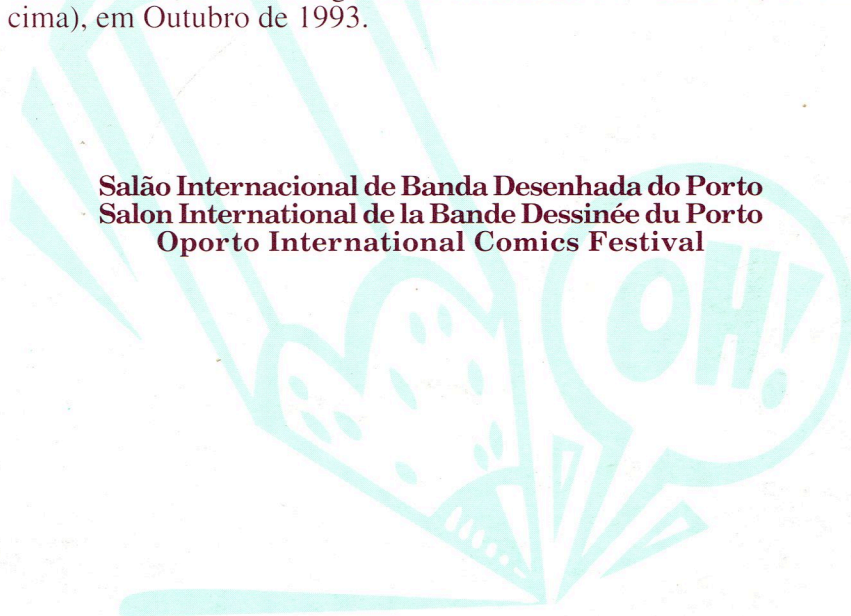 cima), em Outubro de 1993.
Salão Internacional de Banda Desenhada do Porto
Salon International de la Bande Dessinée du Porto
Oporto International Comics Festival
OH!